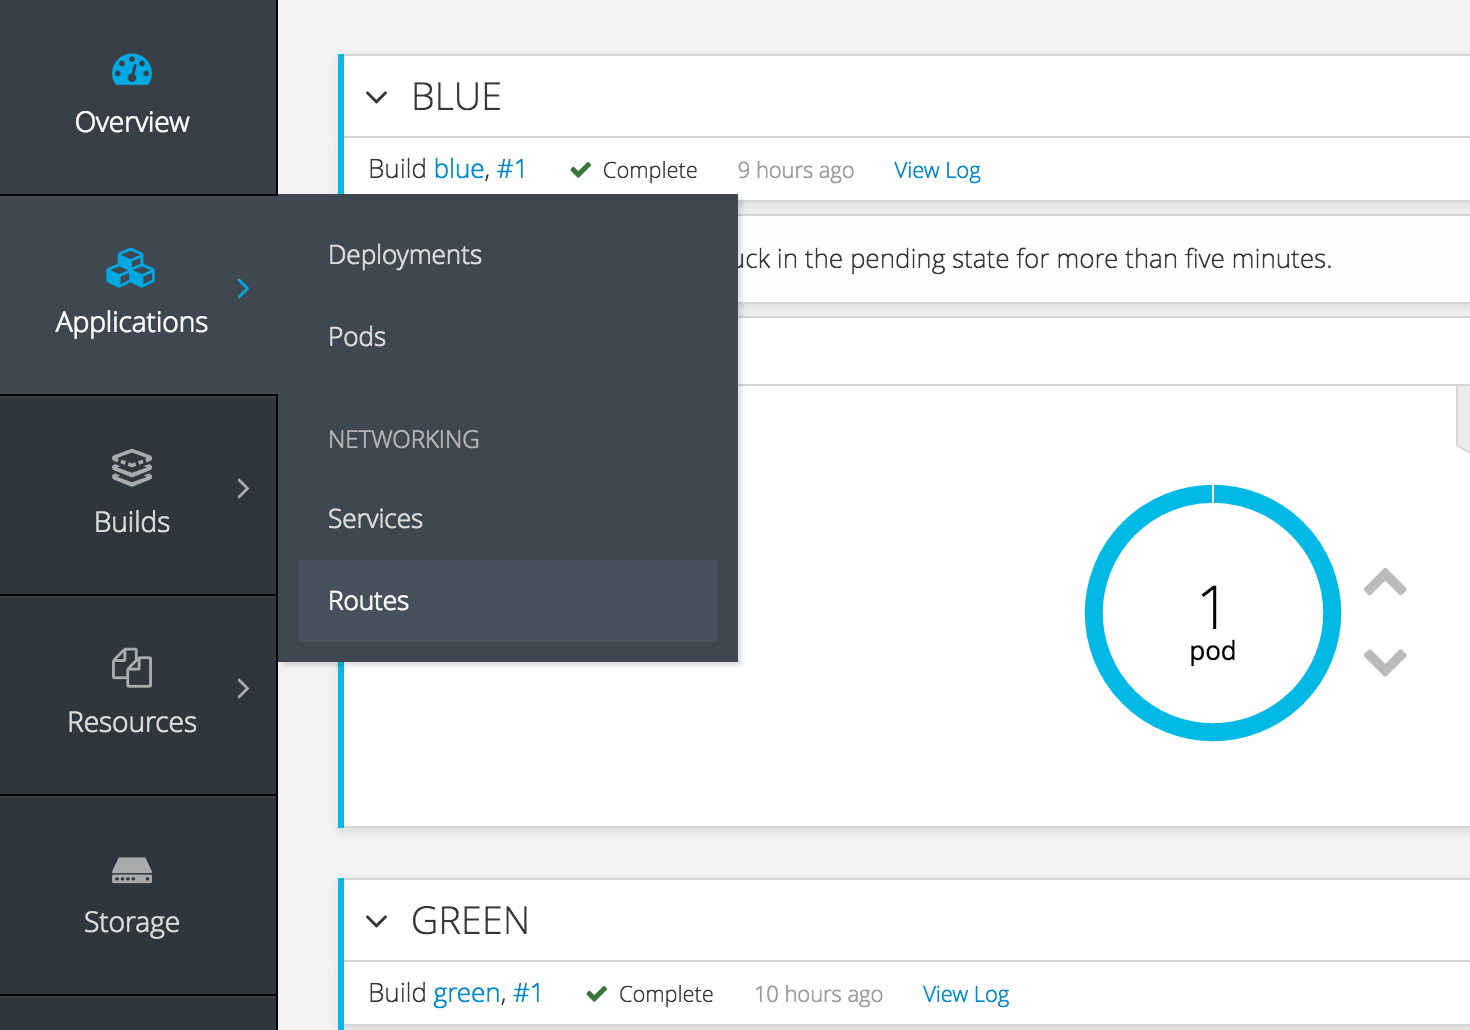 Overview
Applications
Builds
Resources
Storage
Deployments
Pods
NETWORKING
Services
Routes
BLUE
Build blue, #1 Complete 9 hours ago View Log
in the pending state for more than five minutes.
1
pod
GREEN
Build green, #1 Complete 10 hours ago View Log